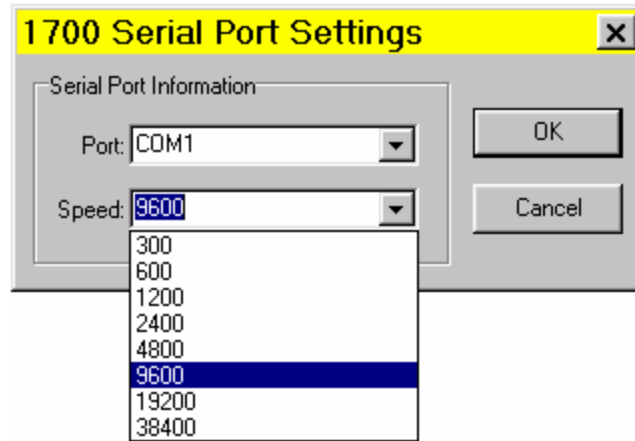 1700 Serial Port Settings
Serial Port Information
Port: COM1
OK
Speed: 9600
Cancel
300
600
1200
2400
4800
9600
19200
38400